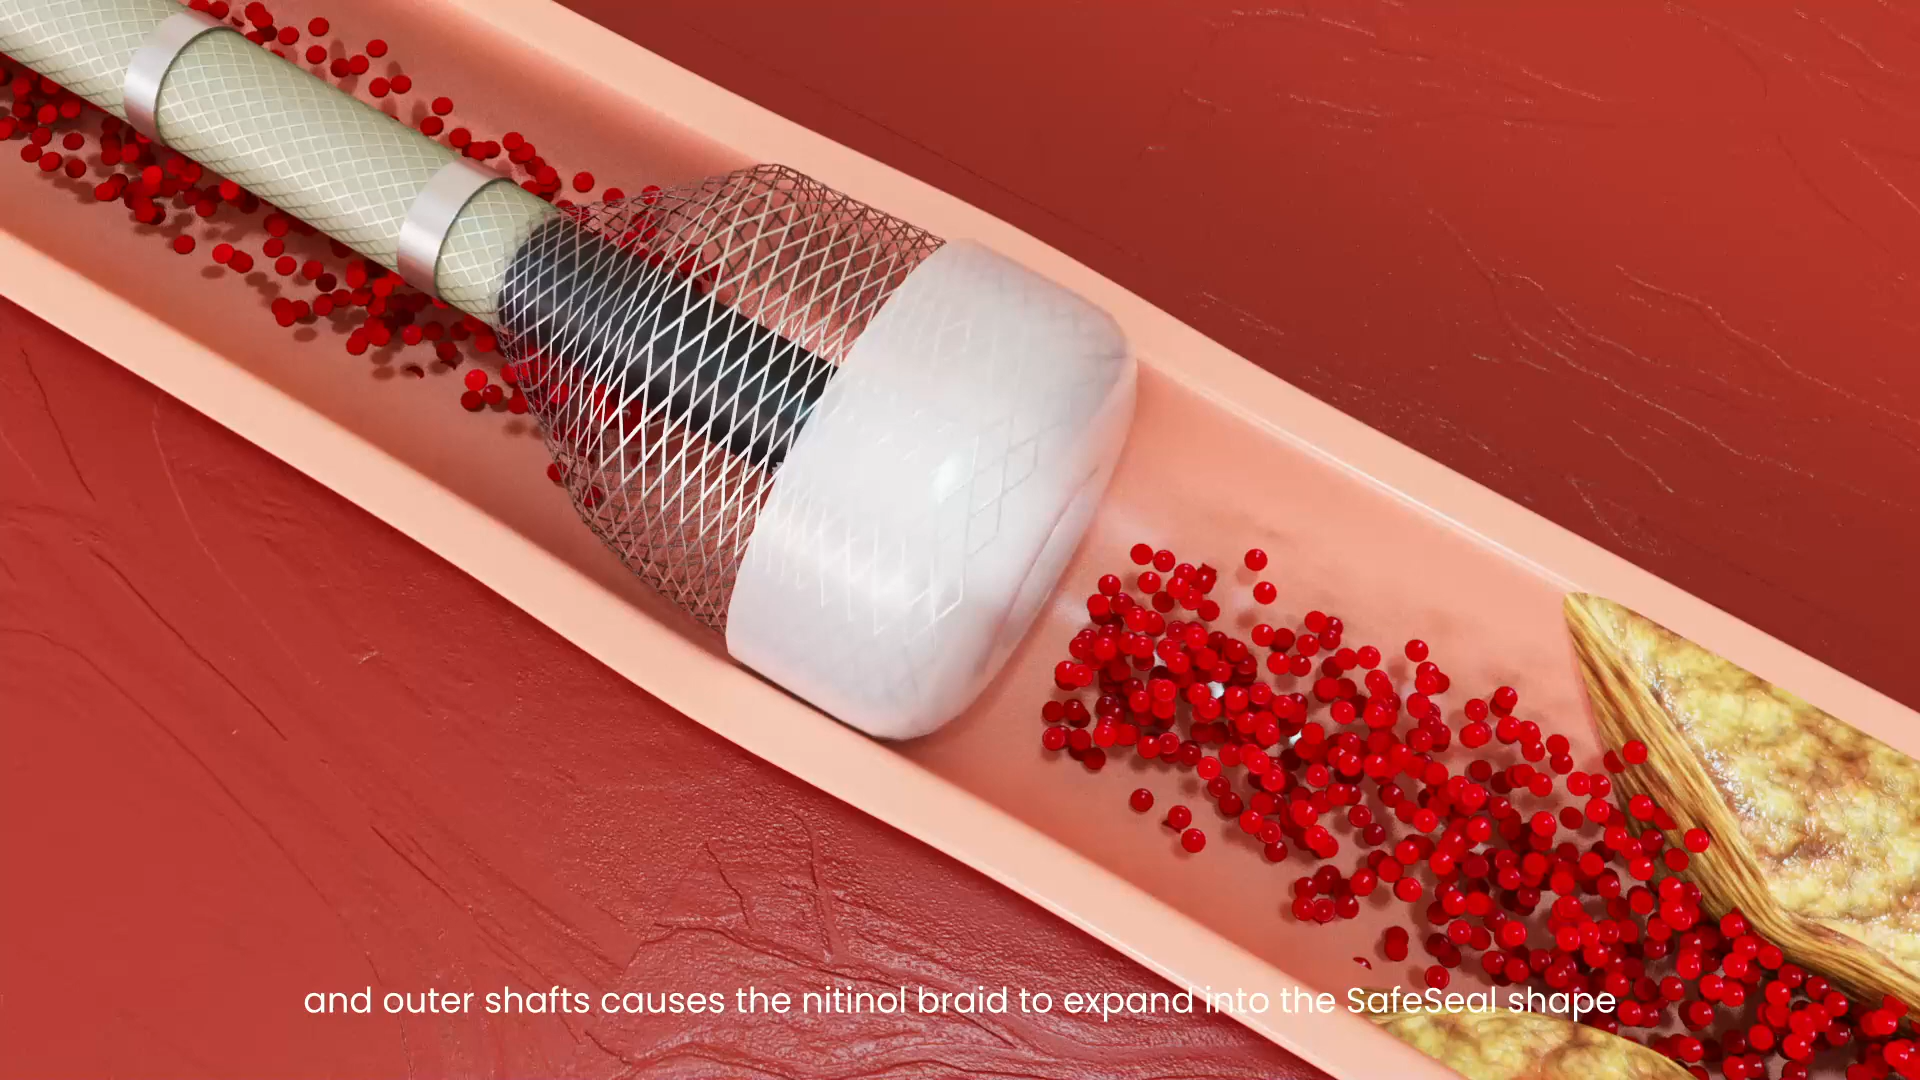 and outer shafts causes the nitinol braid to expand into the SafeSeal shape